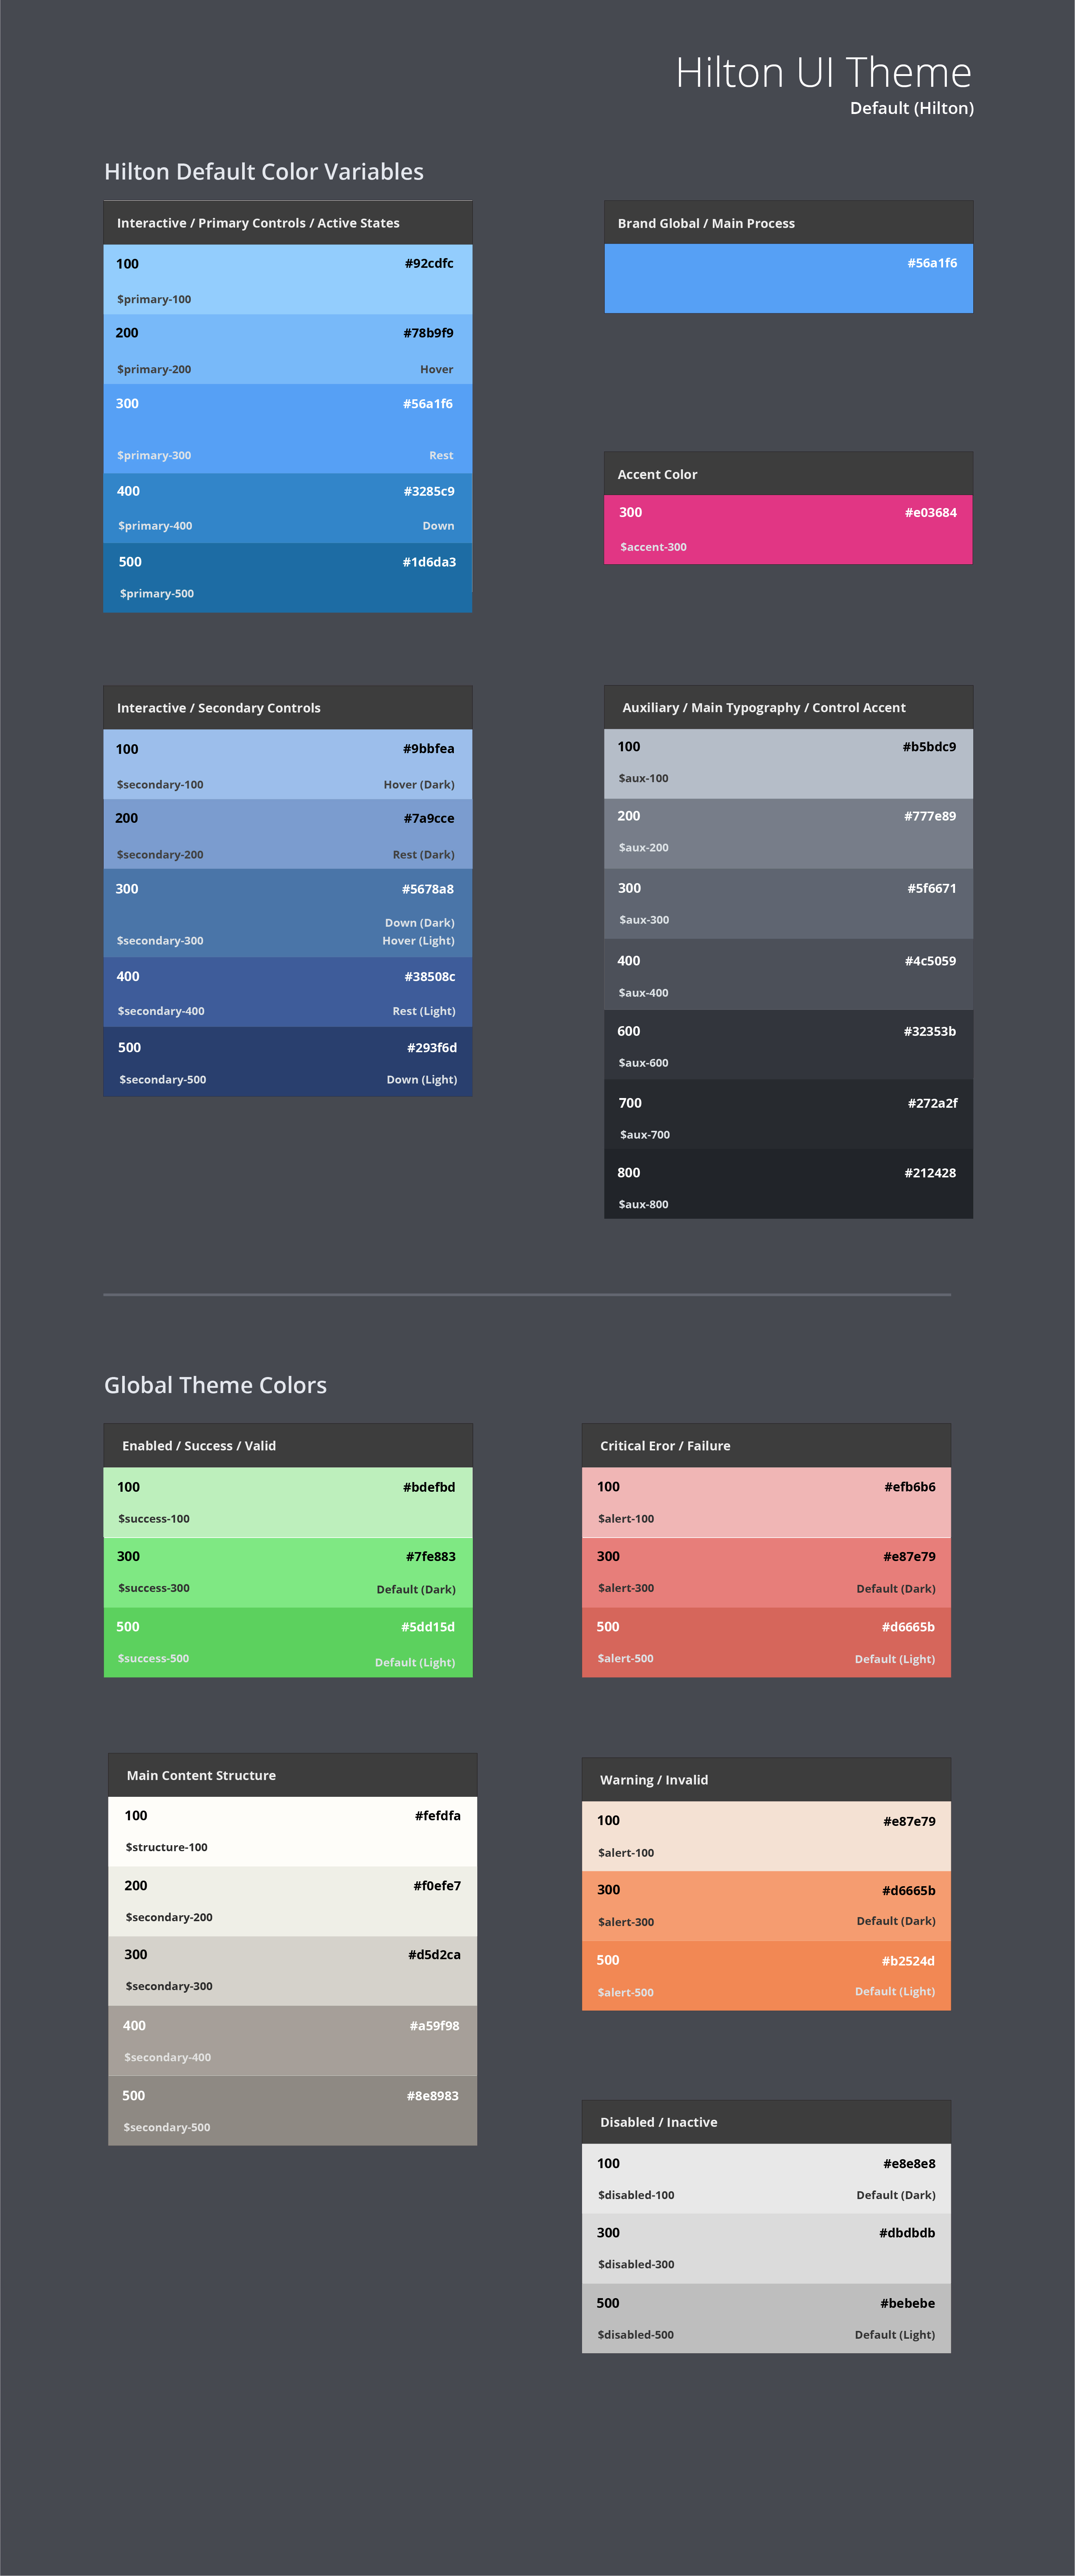 Hilton UI Theme
Default (Hilton)
Hilton Default Color Variables
Interactive / Primary Controls / Active States
100 #92cdfc
$primary-100
200 #78b9f9
$primary-200 Hover
300 #56a1f6
$primary-300 Rest
400 #3285c9
$primary-400 Down
500 #1d6da3
$primary-500
Brand Global / Main Process
#56a1f6
Accent Color
300 #e03684
$accent-300
Interactive / Secondary Controls
100 #9bbfea
$secondary-100 Hover (Dark)
200 #7a9cce
$secondary-200 Rest (Dark)
300 #5678a8
Down (Dark)
$secondary-300 Hover (Light)
400 #38508c
$secondary-400 Rest (Light)
500 #293f6d
$secondary-500 Down (Light)
Auxiliary / Main Typography / Control Accent
100 #b5bdc9
$aux-100
200 #777e89
$aux-200
300 #5f6671
$aux-300
400 #4c5059
$aux-400
600 #32353b
$aux-600
700 #272a2f
$aux-700
800 #212428
$aux-800
Global Theme Colors
Enabled / Success / Valid
100 #bdefbd
$success-100
300 #7fe883
$success-300 Default (Dark)
500 #5dd15d
$success-500 Default (Light)
Critical Eror / Failure
100 #efb6b6
$alert-100
300 #e87e79
$alert-300 Default (Dark)
500 #d6665b
$alert-500 Default (Light)
Main Content Structure
100 #fefdfa
$structure-100
200 #f0efe7
$secondary-200
300 #d5d2ca
$secondary-300
400 #a59f98
$secondary-400
500 #8e8983
$secondary-500
Warning / Invalid
100 #e87e79
$alert-100
300 #d6665b
$alert-300 Default (Dark)
500 #b2524d
$alert-500 Default (Light)
Disabled / Inactive
100 #e8e8e8
$disabled-100 Default (Dark)
300 #dbdbdb
$disabled-300
500 #bebebe
$disabled-500 Default (Light)